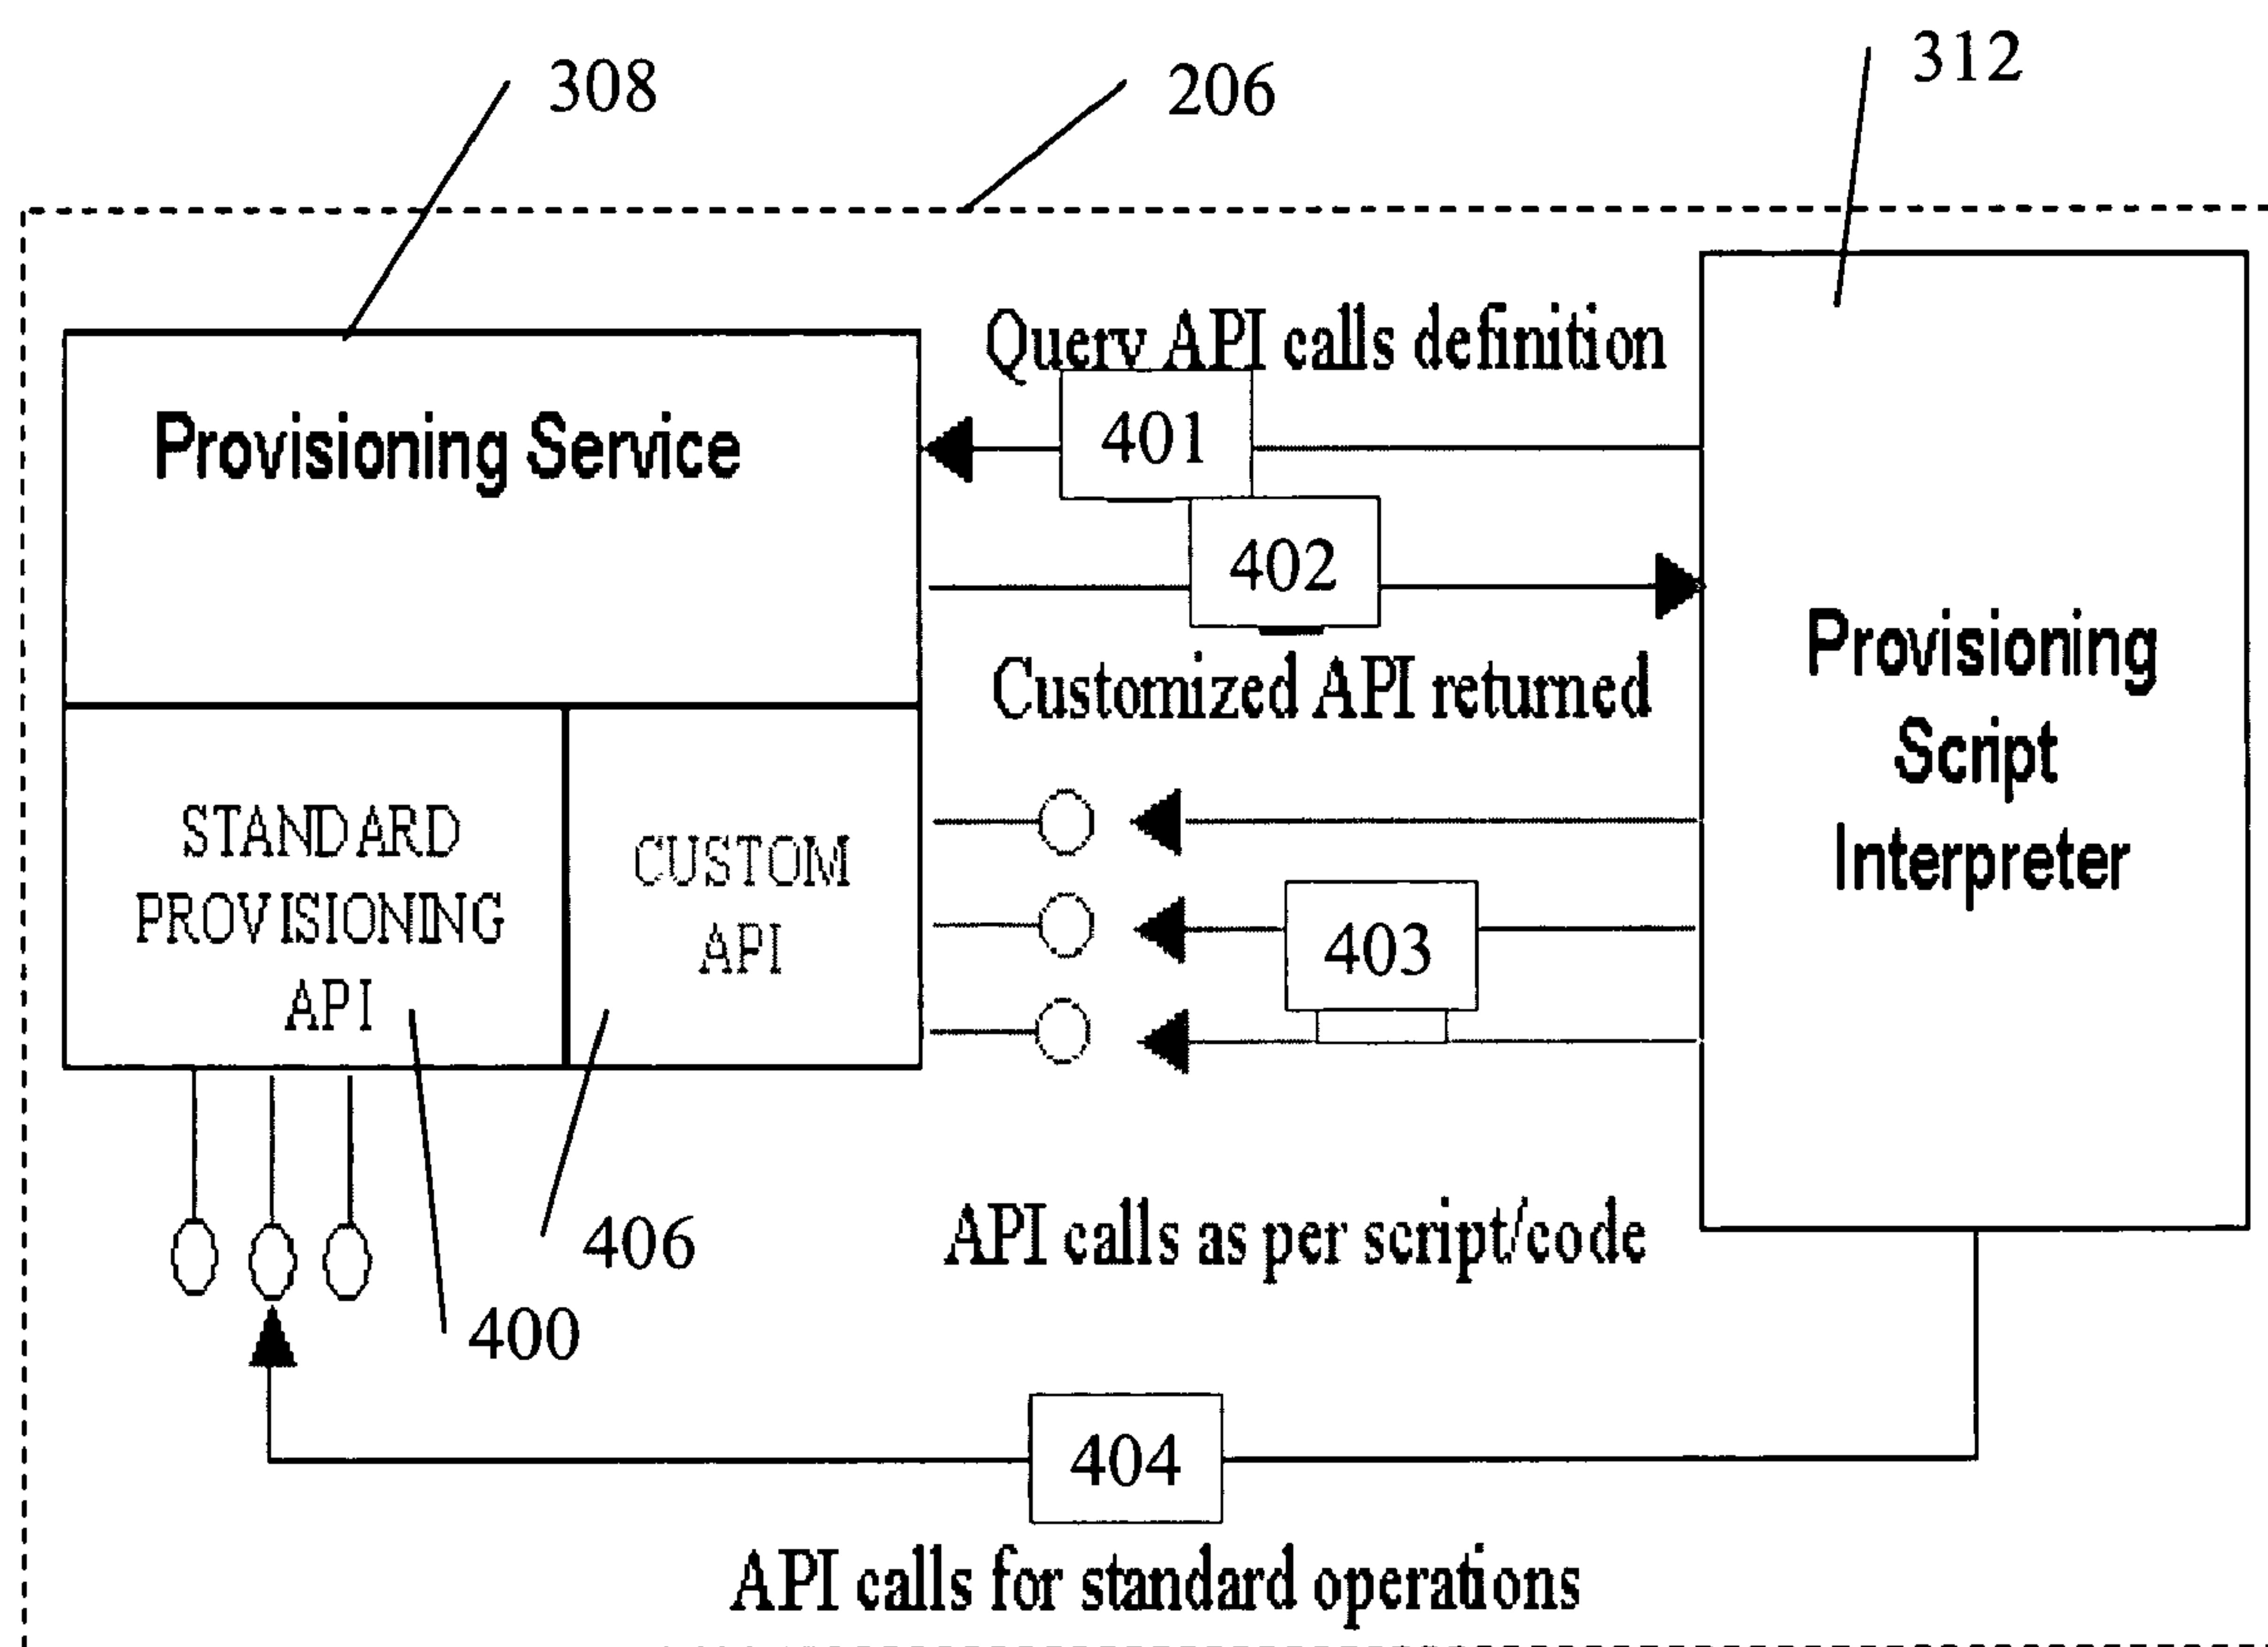 308
206
312
Query API calls definition
Provisioning Service
401
402
Customized API returned
Provisioning
Script
Interpreter
STANDARD
PROVISIONING
API
CUSTOM
API
403
406
400
API calls as per script/code
404
API calls for standard operations